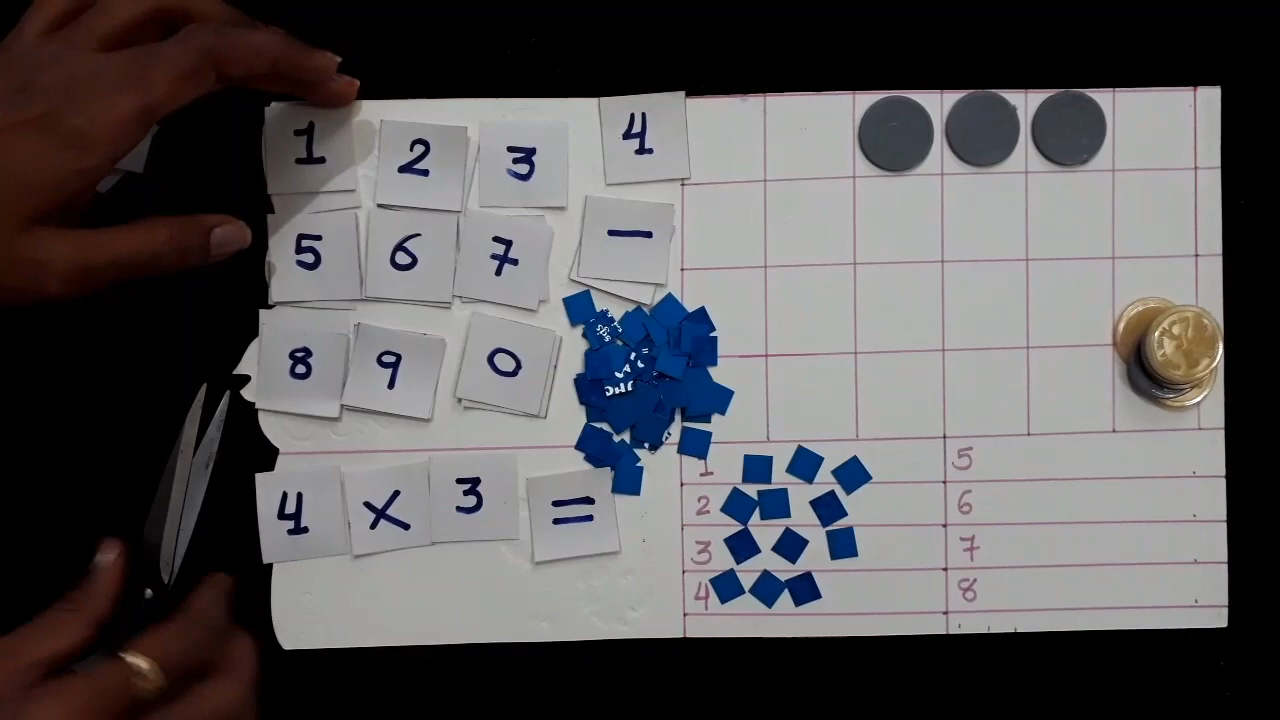 1 2 3 4
5 6 7 −
8 9 0
4 × 3 =
1 5
2 6
3 7
4 8